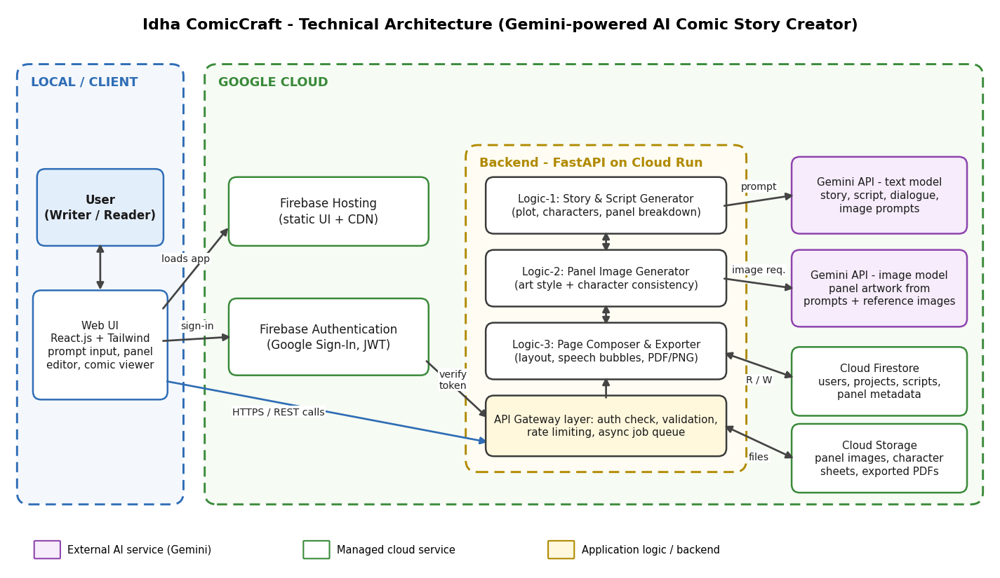 Idha ComicCraft - Technical Architecture (Gemini-powered AI Comic Story Creator)
LOCAL / CLIENT
User
(Writer / Reader)
Web UI
React.js + Tailwind
prompt input, panel
editor, comic viewer
loads app
sign-in
HTTPS / REST calls
GOOGLE CLOUD
Firebase Hosting
(static UI + CDN)
Firebase Authentication
(Google Sign-In, JWT)
verify
token
Backend - FastAPI on Cloud Run
Logic-1: Story & Script Generator
(plot, characters, panel breakdown)
Logic-2: Panel Image Generator
(art style + character consistency)
Logic-3: Page Composer & Exporter
(layout, speech bubbles, PDF/PNG)
API Gateway layer: auth check, validation,
rate limiting, async job queue
prompt
image req.
R / W
files
Gemini API - text model
story, script, dialogue,
image prompts
Gemini API - image model
panel artwork from
prompts + reference images
Cloud Firestore
users, projects, scripts,
panel metadata
Cloud Storage
panel images, character
sheets, exported PDFs
External AI service (Gemini)
Managed cloud service
Application logic / backend